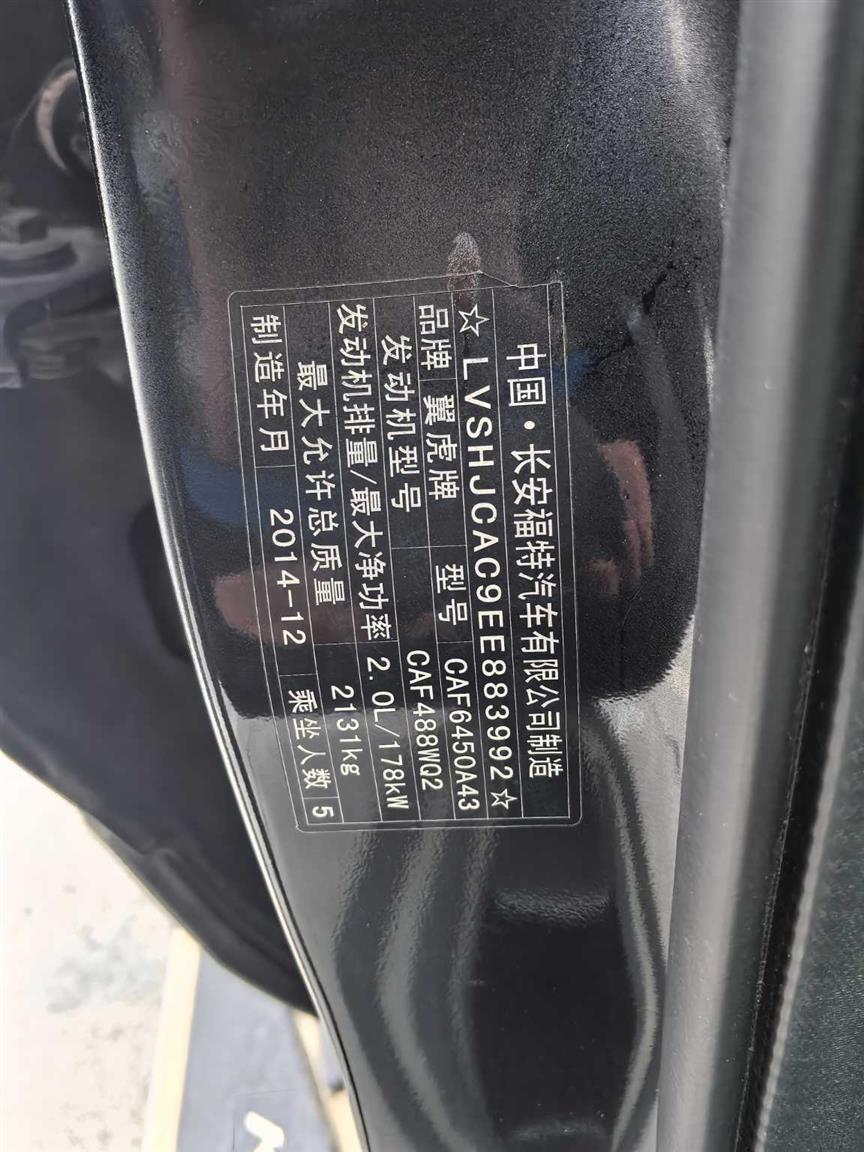 中国·长安福特汽车有限公司制造
☆LVSHJCAC9EE883992☆
品牌 翼虎牌 型号 CAF6450A43
发动机型号 CAF488WQ2
发动机排量/最大净功率 2.0L/178kW
最大允许总质量 2131kg
制造年月 2014-12 乘坐人数 5